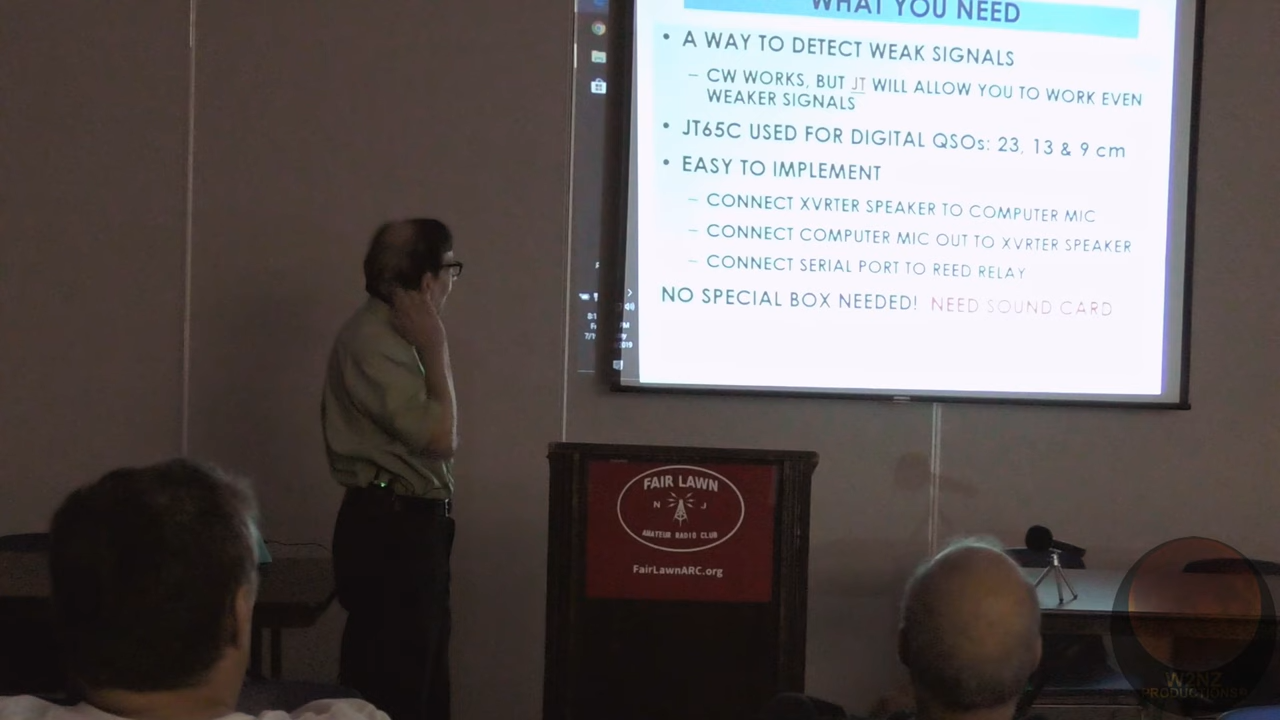 WHAT YOU NEED
• A WAY TO DETECT WEAK SIGNALS
– CW WORKS, BUT JT WILL ALLOW YOU TO WORK EVEN
WEAKER SIGNALS
• JT65C USED FOR DIGITAL QSOs: 23, 13 & 9 cm
• EASY TO IMPLEMENT
– CONNECT XVRTER SPEAKER TO COMPUTER MIC
– CONNECT COMPUTER MIC OUT TO XVRTER SPEAKER
– CONNECT SERIAL PORT TO REED RELAY
NO SPECIAL BOX NEEDED! NEED SOUND CARD
FAIR LAWN
N J
AMATEUR RADIO CLUB
FairLawnARC.org
W2NZ
PRODUCTIONS®